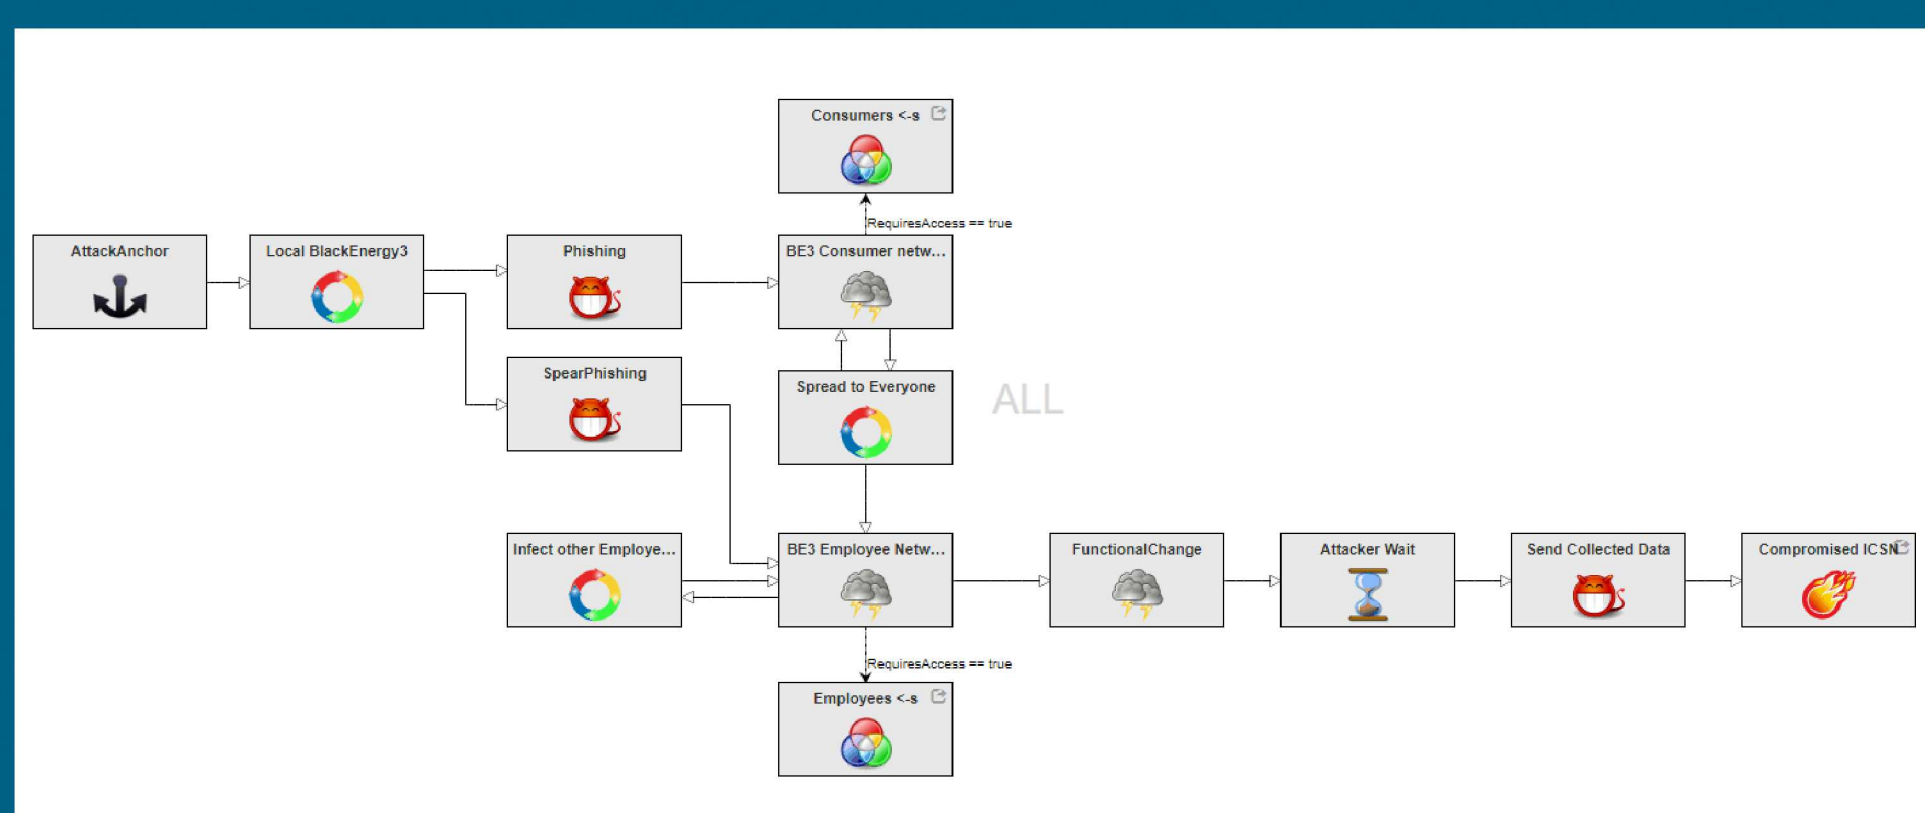 Consumers <-s
RequiresAccess == true
AttackAnchor
Local BlackEnergy3
Phishing
BE3 Consumer netw...
SpearPhishing
Spread to Everyone
ALL
Infect other Employe...
BE3 Employee Netw...
FunctionalChange
Attacker Wait
Send Collected Data
Compromised ICSN
RequiresAccess == true
Employees <-s